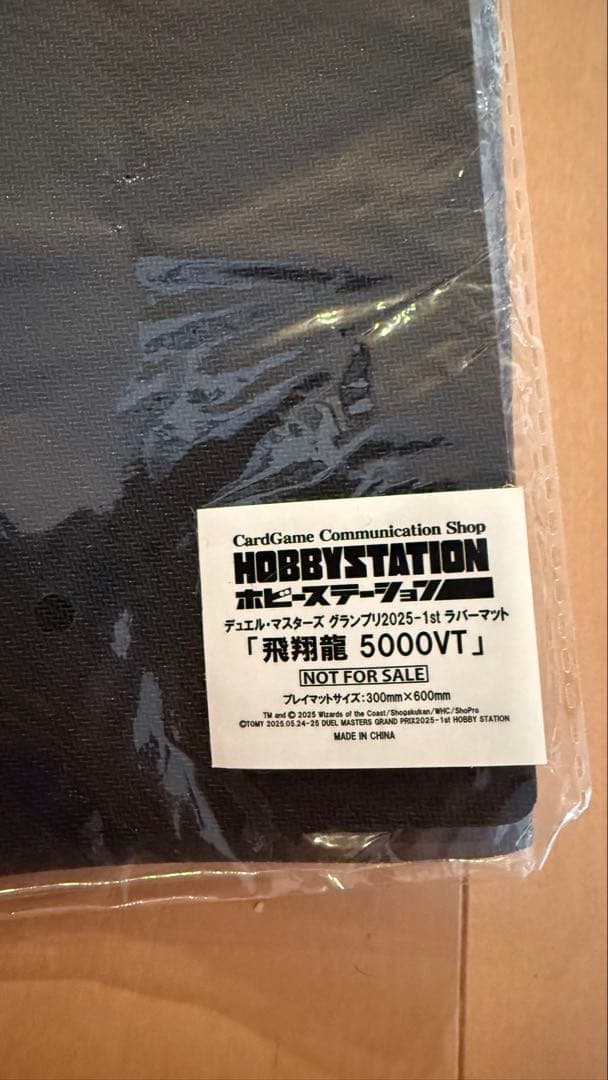 CardGame Communication Shop
HOBBYSTATION
ホビーステーション
デュエル・マスターズ グランプリ2025-1st ラバーマット
「飛翔龍 5000VT」
NOT FOR SALE
プレイマットサイズ:300mm×600mm
TM and © 2025 Wizards of the Coast/Shogakukan/WHC/ShoPro
©TOMY 2025.05.24-25 DUEL MASTERS GRAND PRIX2025-1st HOBBY STATION
MADE IN CHINA